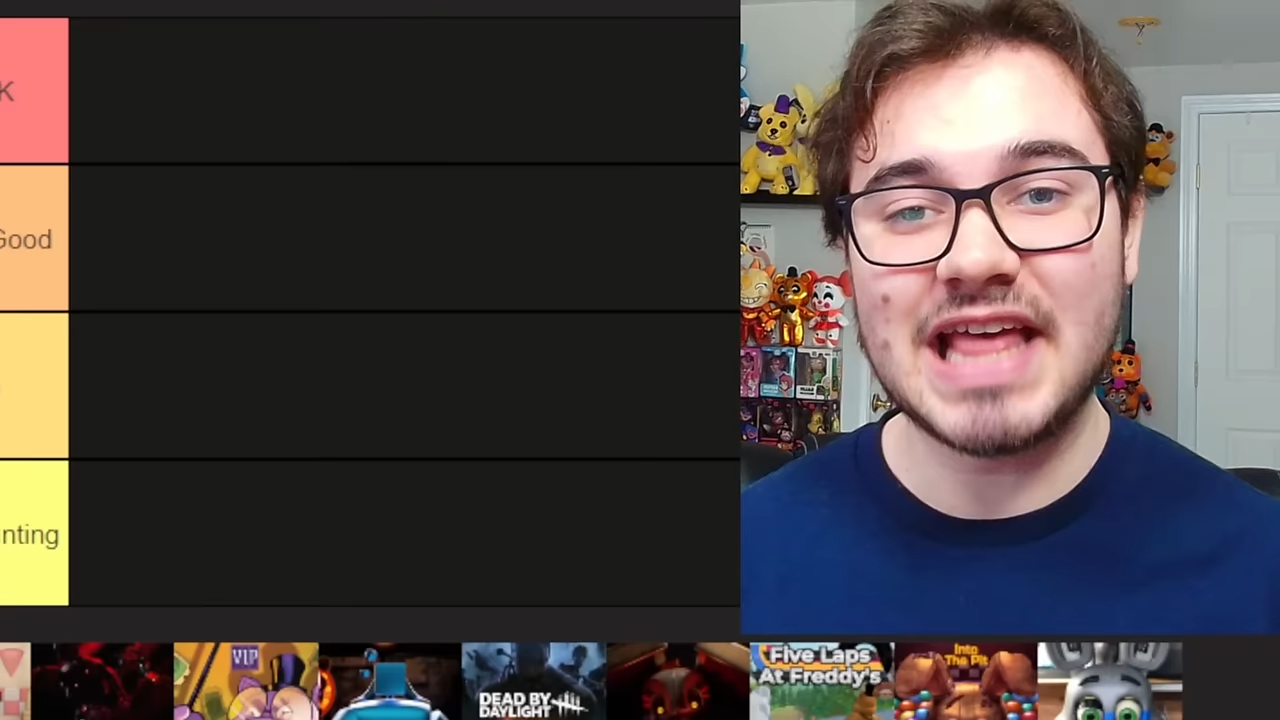 K
Good
nting
VIP
DEAD BY
DAYLIGHT
Five Laps
At Freddy's
Into
The Pit